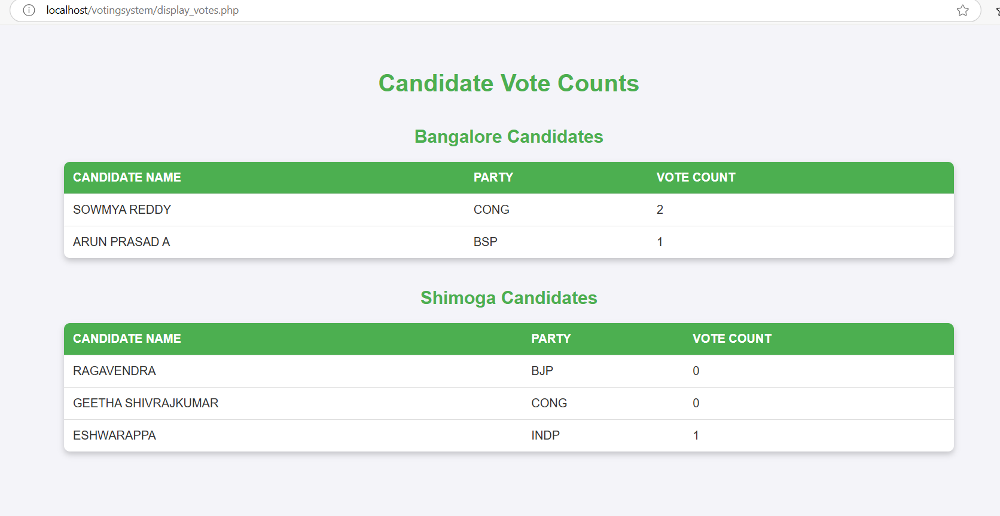 localhost/votingsystem/display_votes.php
Candidate Vote Counts
Bangalore Candidates
CANDIDATE NAME PARTY VOTE COUNT
SOWMYA REDDY CONG 2
ARUN PRASAD A BSP 1
Shimoga Candidates
CANDIDATE NAME PARTY VOTE COUNT
RAGAVENDRA BJP 0
GEETHA SHIVRAJKUMAR CONG 0
ESHWARAPPA INDP 1